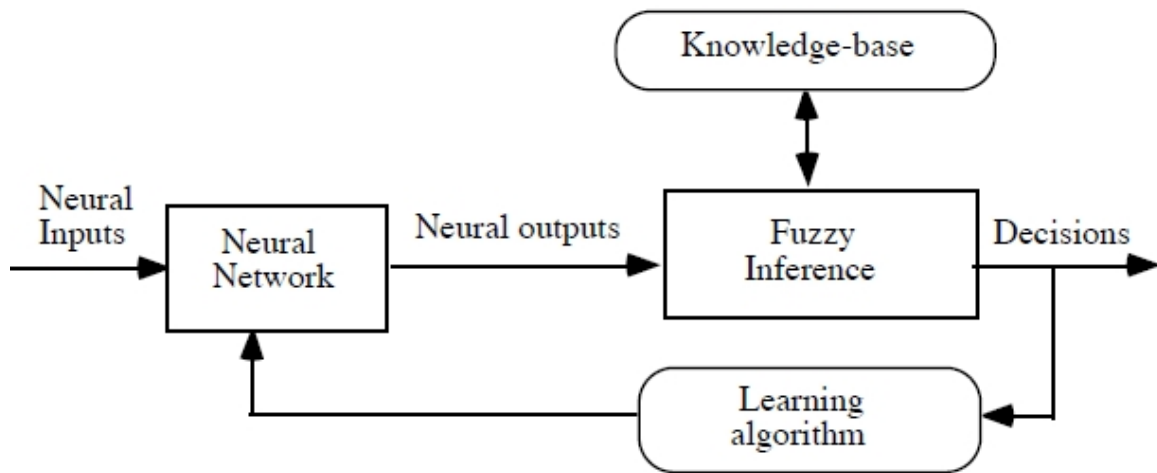 Knowledge-base
Neural
Inputs
Neural
Network
Neural outputs
Fuzzy
Inference
Decisions
Learning
algorithm